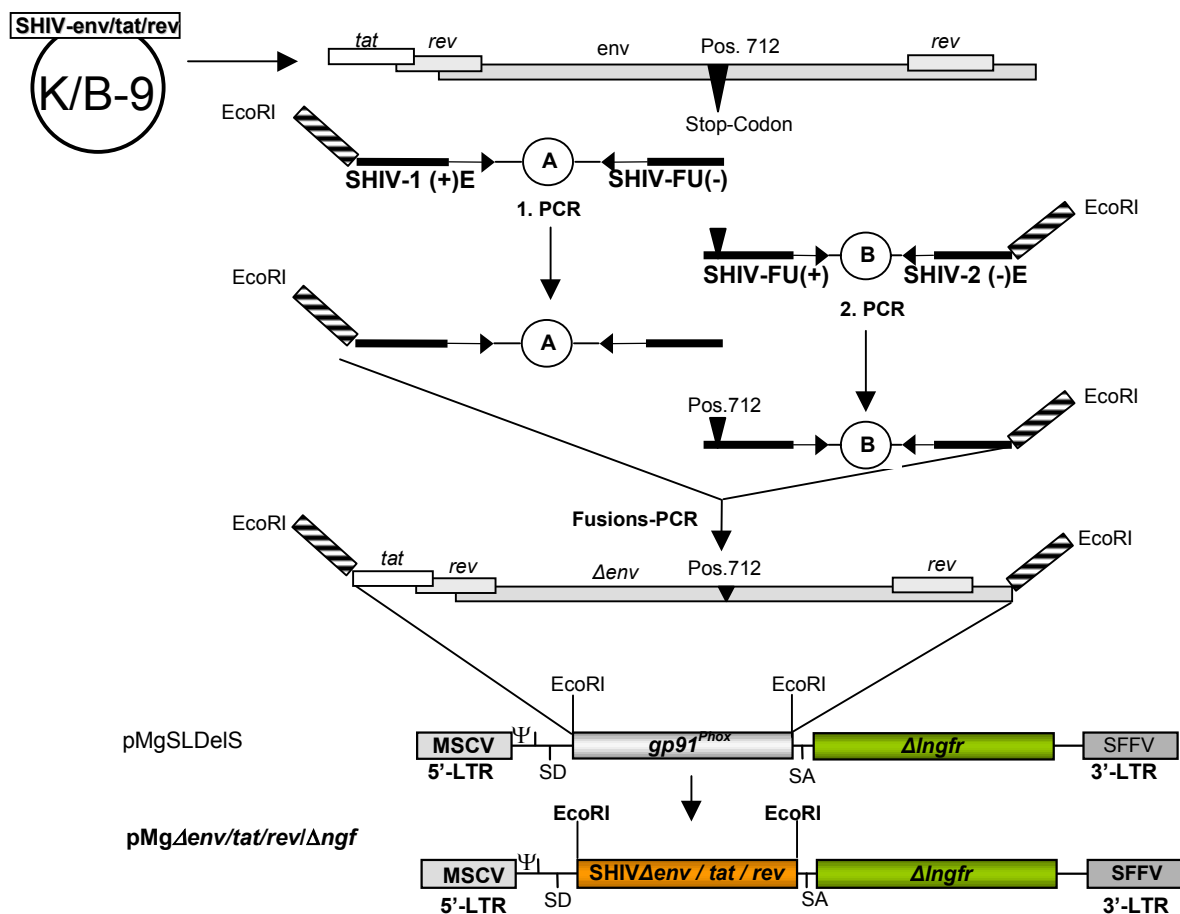 SHIV-env/tat/rev
K/B-9
tat
rev
env
Pos. 712
rev
Stop-Codon
EcoRI
A
SHIV-1 (+)E
SHIV-FU(-)
1. PCR
EcoRI
B
SHIV-FU(+)
SHIV-2 (-)E
2. PCR
EcoRI
A
Pos.712
EcoRI
B
Fusions-PCR
EcoRI
EcoRI
tat
rev
Δenv
Pos.712
rev
EcoRI
EcoRI
pMgSLDelS
MSCV
Ψ
gp91Phox
Δlngfr
SFFV
5'-LTR
SD
SA
3'-LTR
EcoRI
EcoRI
pMgΔenv/tat/rev/Δngf
MSCV
Ψ
SHIVΔenv / tat / rev
Δlngfr
SFFV
5'-LTR
SD
SA
3'-LTR